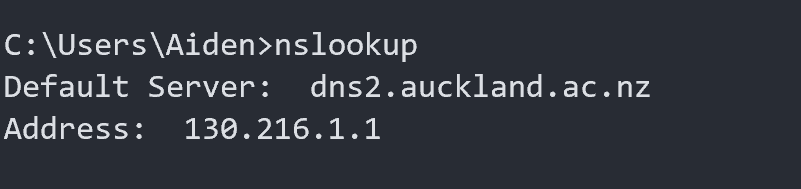 C:\Users\Aiden>nslookup
Default Server:  dns2.auckland.ac.nz
Address:  130.216.1.1